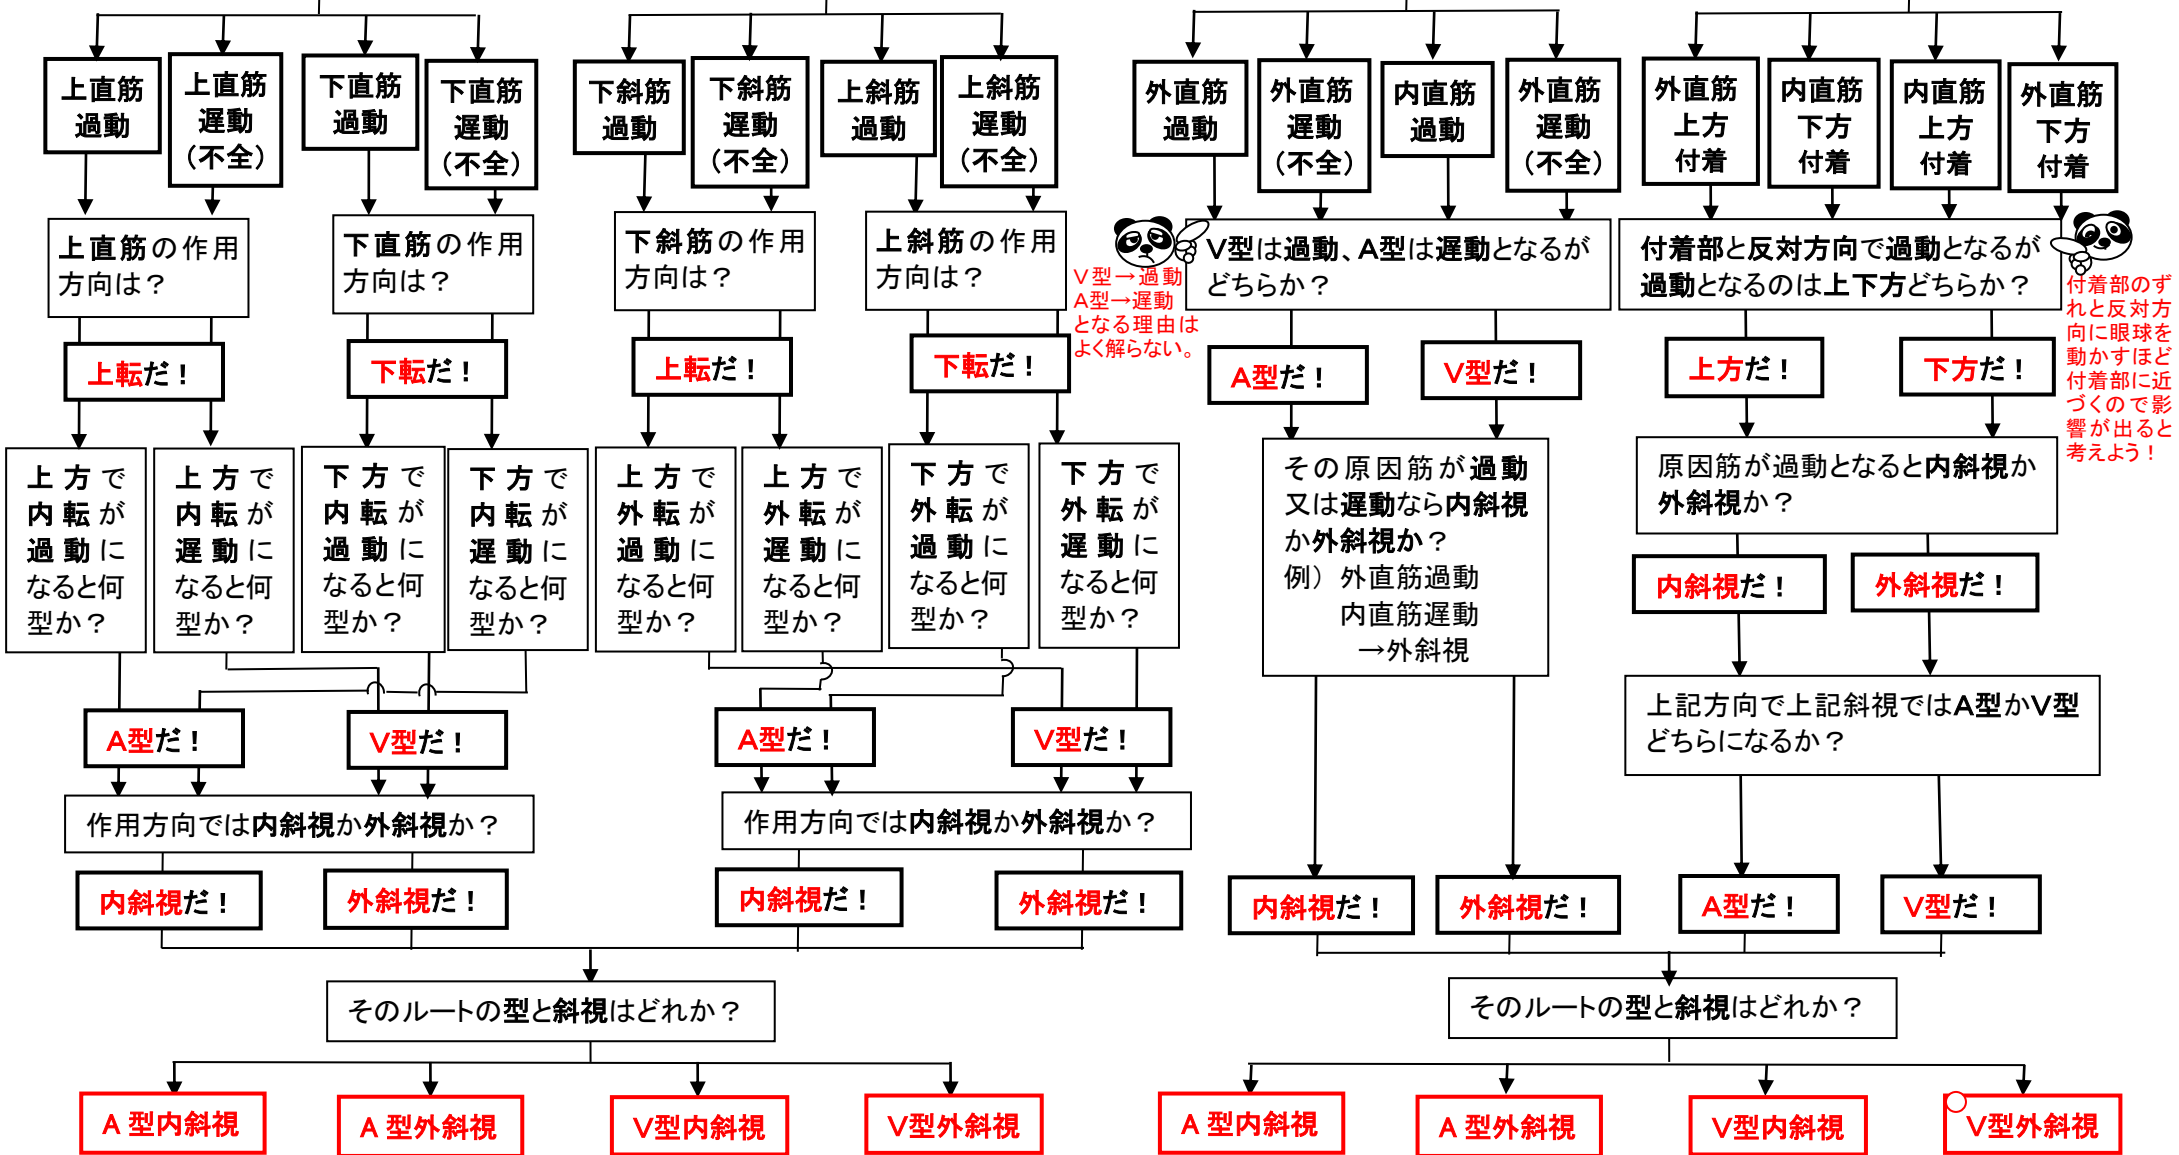 上直筋
過動
上直筋
遅動
(不全)
下直筋
過動
下直筋
遅動
(不全)
下斜筋
過動
下斜筋
遅動
(不全)
上斜筋
過動
上斜筋
遅動
(不全)
外直筋
過動
外直筋
遅動
(不全)
内直筋
過動
外直筋
遅動
(不全)
外直筋
上方
付着
内直筋
下方
付着
内直筋
上方
付着
外直筋
下方
付着
上直筋の作用
方向は？
下直筋の作用
方向は？
下斜筋の作用
方向は？
上斜筋の作用
方向は？
V型は過動、A型は遅動となるが
どちらか？
付着部と反対方向で過動となるが
過動となるのは上下方どちらか？
V型→過動
A型→遅動
となる理由は
よく解らない。
付着部のず
れと反対方
向に眼球を
動かすほど
付着部に近
づくので影
響が出ると
考えよう！
上転だ！
下転だ！
上転だ！
下転だ！
A型だ！
V型だ！
上方だ！
下方だ！
上方で
内転が
過動に
なると何
型か？
上方で
内転が
遅動に
なると何
型か？
下方で
内転が
過動に
なると何
型か？
下方で
内転が
遅動に
なると何
型か？
上方で
外転が
過動に
なると何
型か？
上方で
外転が
遅動に
なると何
型か？
下方で
外転が
過動に
なると何
型か？
下方で
外転が
遅動に
なると何
型か？
その原因筋が過動
又は遅動なら内斜視
か外斜視か？
例）外直筋過動
内直筋遅動
→外斜視
原因筋が過動となると内斜視か
外斜視か？
内斜視だ！
外斜視だ！
上記方向で上記斜視ではA型かV型
どちらになるか？
A型だ！
V型だ！
A型だ！
V型だ！
作用方向では内斜視か外斜視か？
作用方向では内斜視か外斜視か？
内斜視だ！
外斜視だ！
内斜視だ！
外斜視だ！
内斜視だ！
外斜視だ！
A型だ！
V型だ！
そのルートの型と斜視はどれか？
そのルートの型と斜視はどれか？
A 型内斜視
A 型外斜視
V型内斜視
V型外斜視
A 型内斜視
A 型外斜視
V型内斜視
V型外斜視